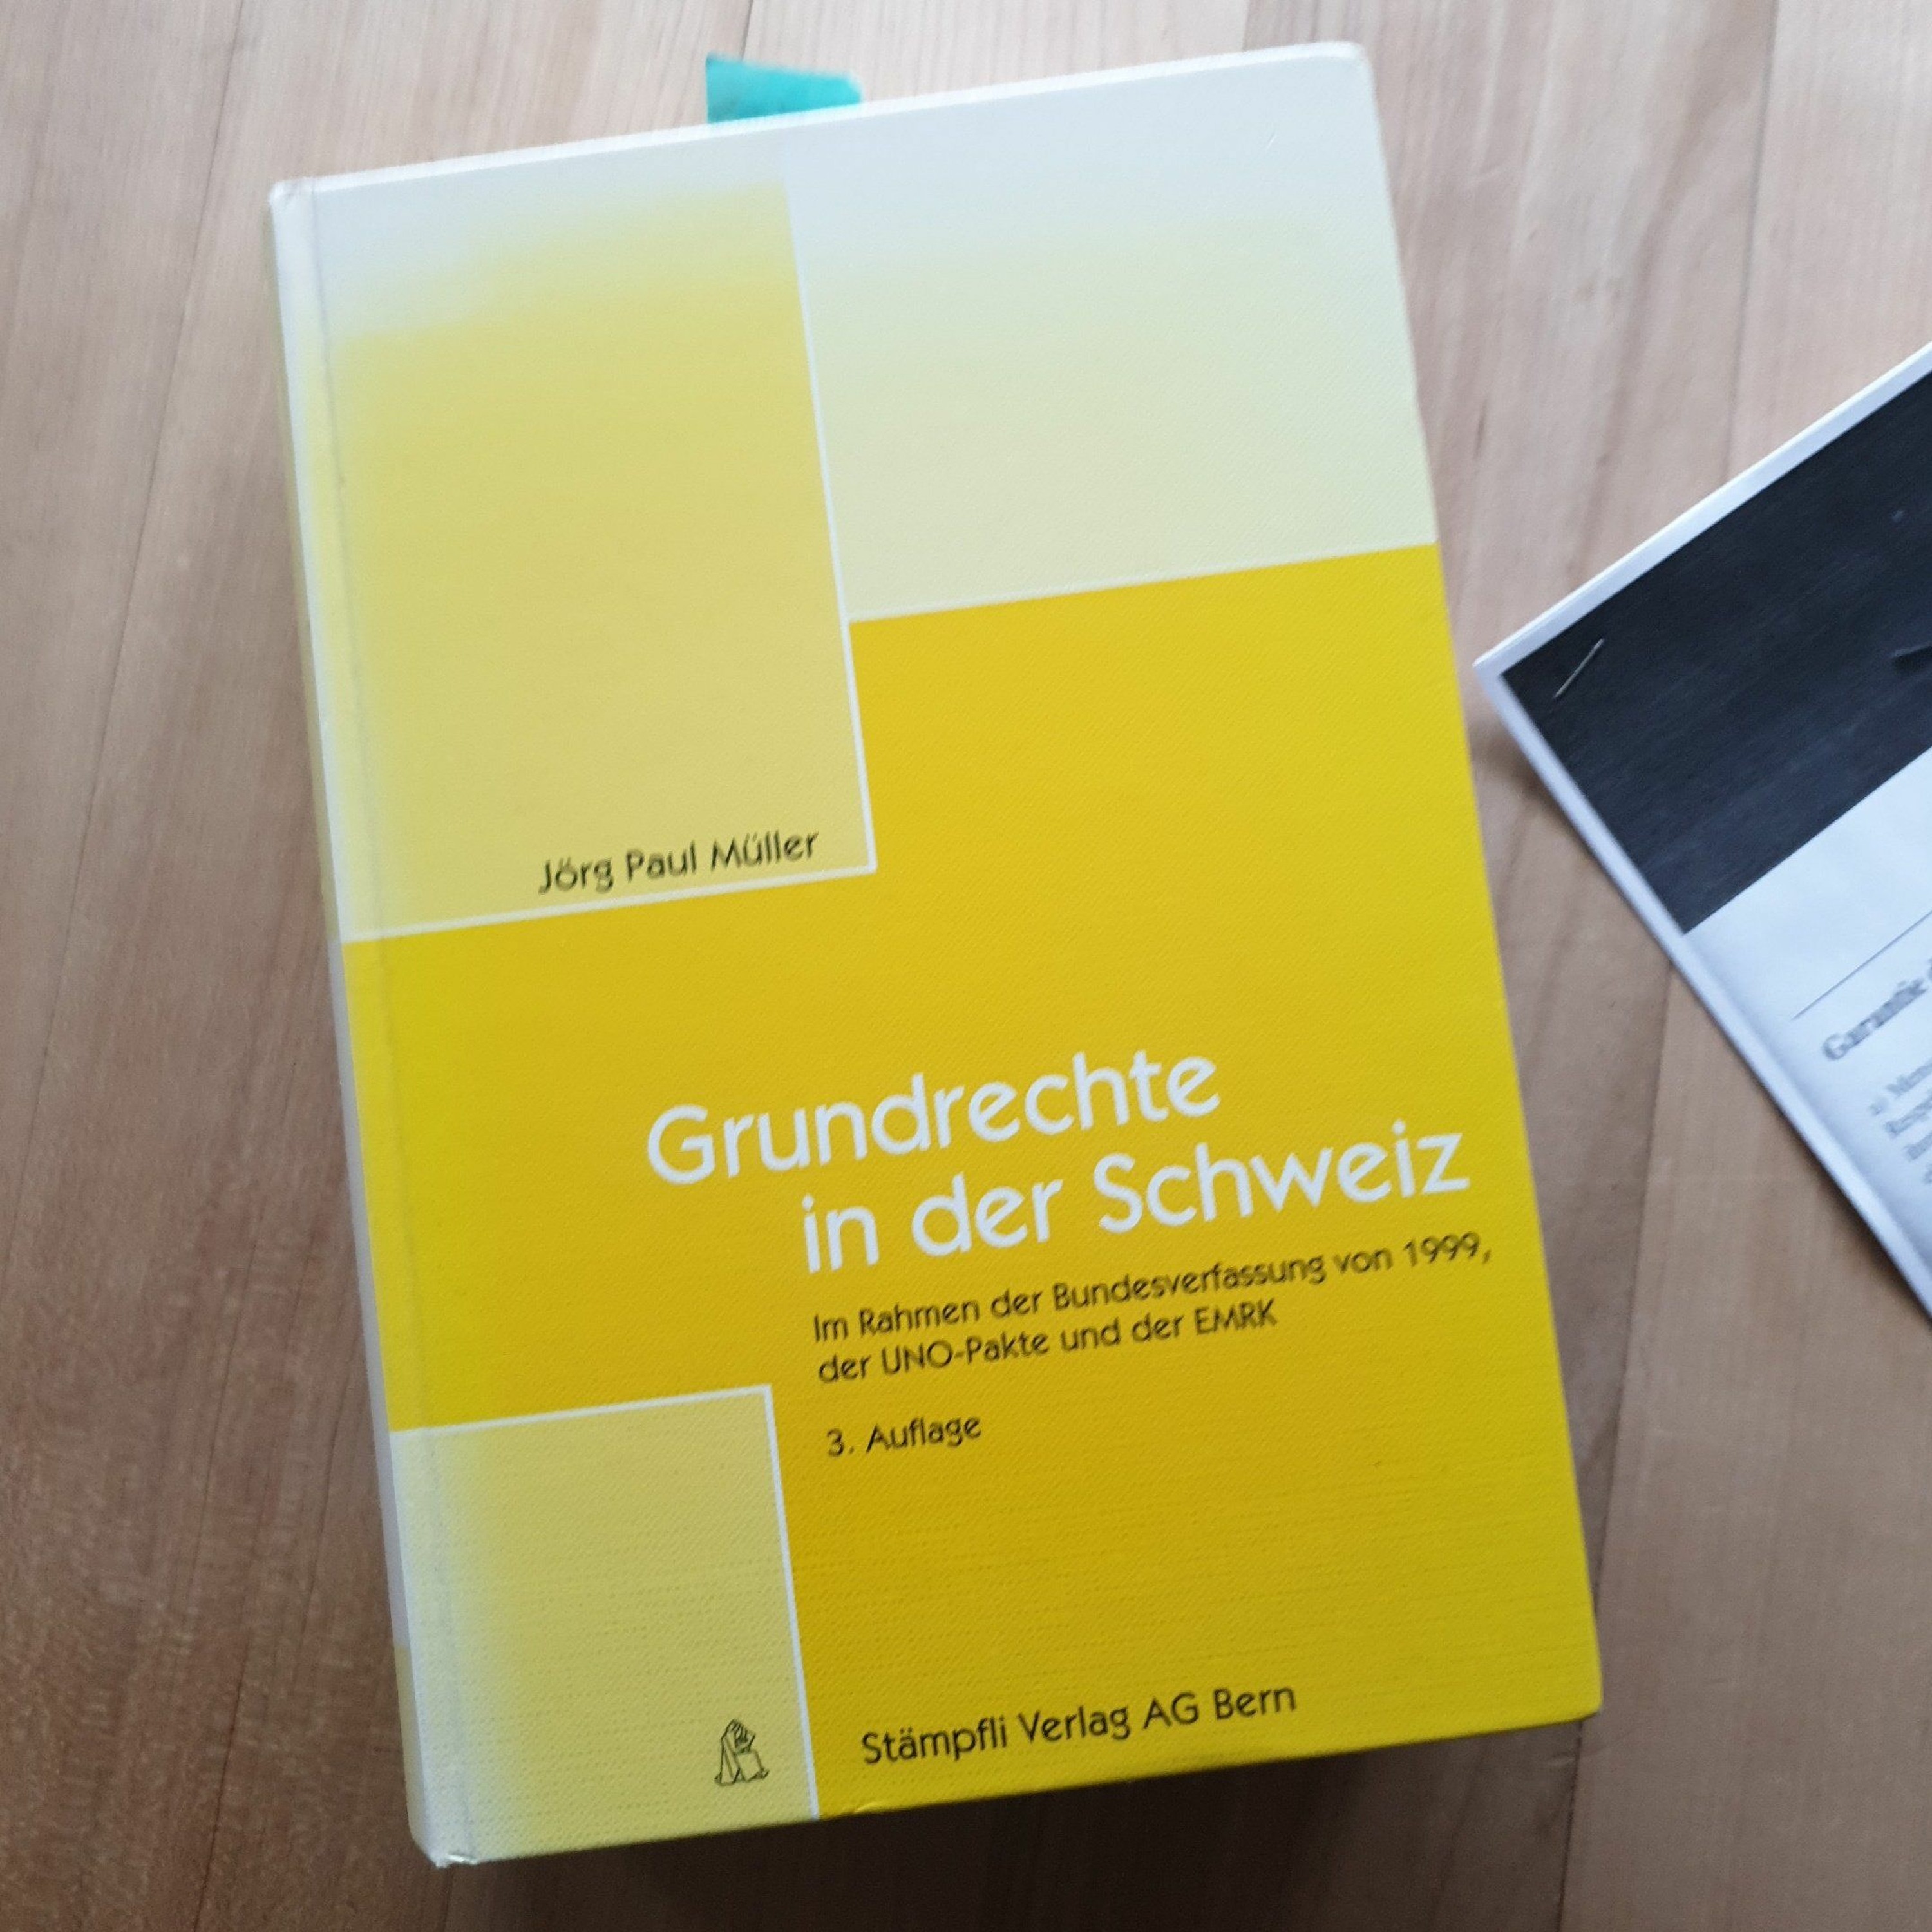 Jörg Paul Müller
Grundrechte
in der Schweiz
Im Rahmen der Bundesverfassung von 1999,
der UNO-Pakte und der EMRK
3. Auflage
Stämpfli Verlag AG Bern
Garantie